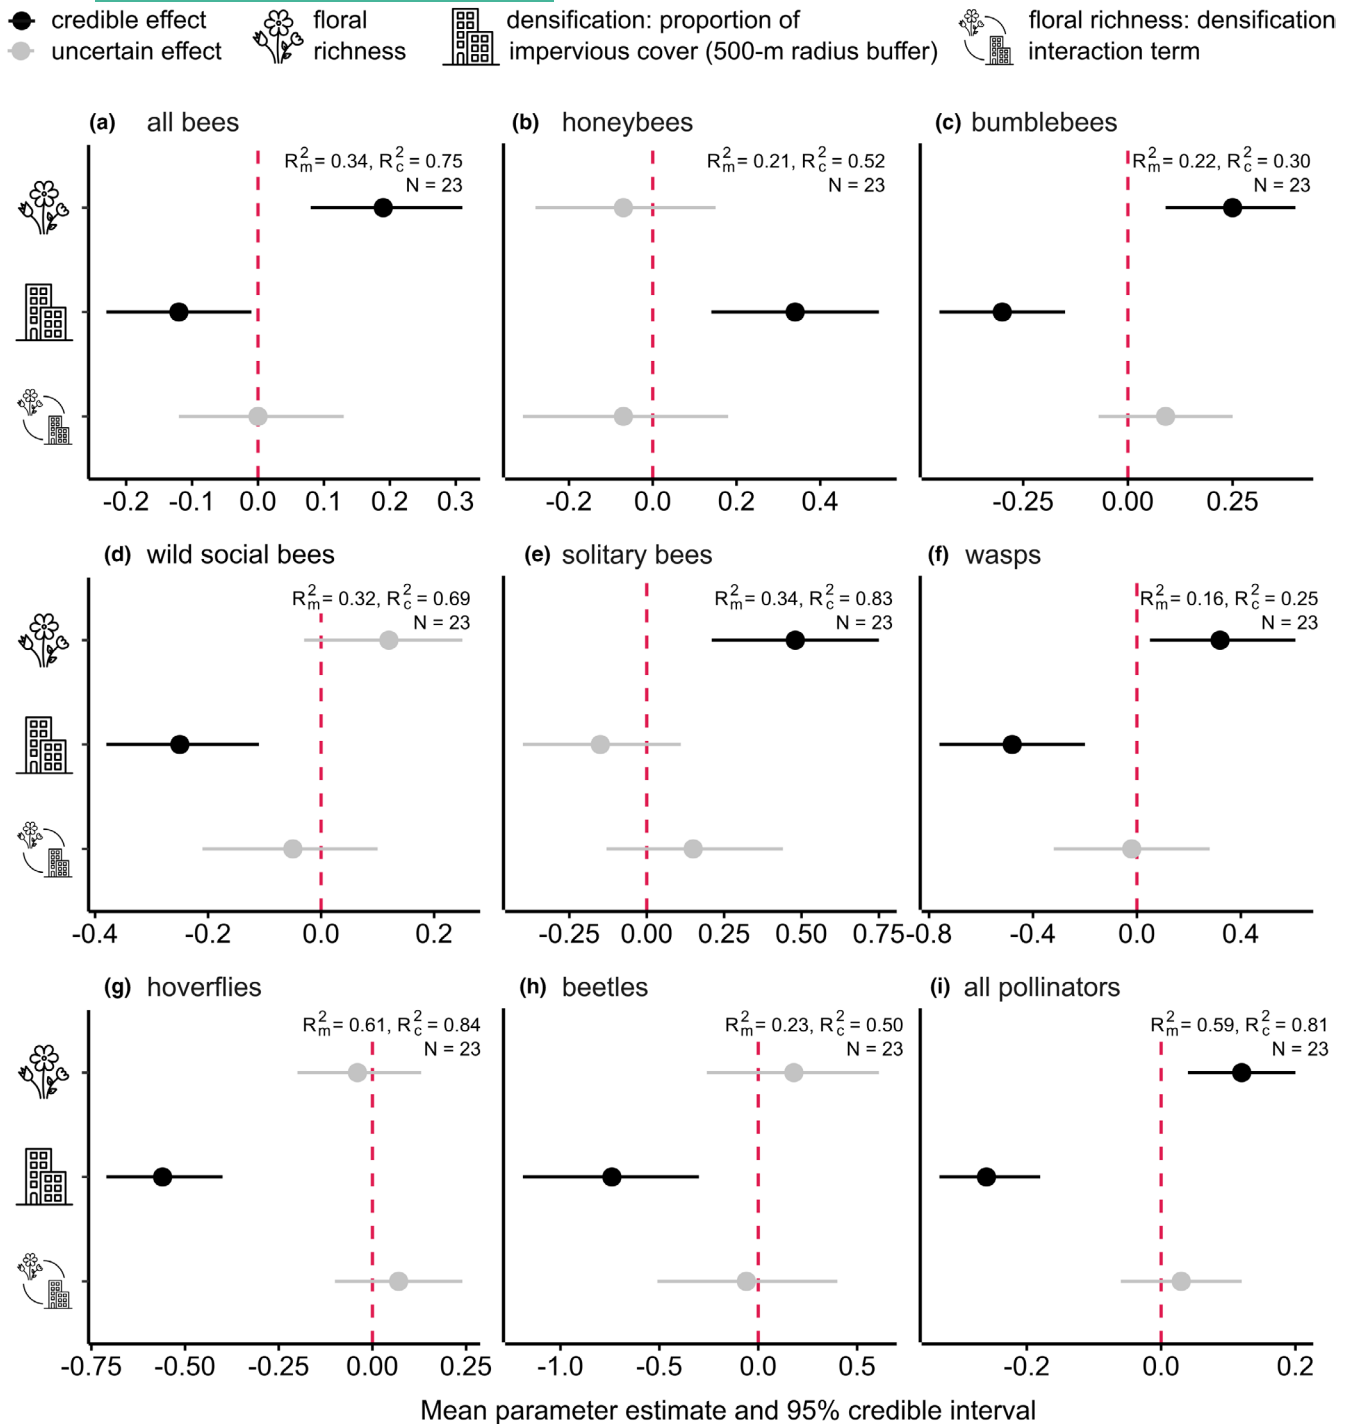 credible effect
uncertain effect
floral
richness
densification: proportion of
impervious cover (500-m radius buffer)
floral richness: densification
interaction term
(a) all bees
R²m = 0.34, R²c = 0.75
N = 23
-0.2 -0.1 0.0 0.1 0.2 0.3
(b) honeybees
R²m = 0.21, R²c = 0.52
N = 23
-0.2 0.0 0.2 0.4
(c) bumblebees
R²m = 0.22, R²c = 0.30
N = 23
-0.25 0.00 0.25
(d) wild social bees
R²m = 0.32, R²c = 0.69
N = 23
-0.4 -0.2 0.0 0.2
(e) solitary bees
R²m = 0.34, R²c = 0.83
N = 23
-0.25 0.00 0.25 0.50 0.75
(f) wasps
R²m = 0.16, R²c = 0.25
N = 23
-0.8 -0.4 0.0 0.4
(g) hoverflies
R²m = 0.61, R²c = 0.84
N = 23
-0.75 -0.50 -0.25 0.00 0.25
(h) beetles
R²m = 0.23, R²c = 0.50
N = 23
-1.0 -0.5 0.0 0.5
(i) all pollinators
R²m = 0.59, R²c = 0.81
N = 23
-0.2 0.0 0.2
Mean parameter estimate and 95% credible interval